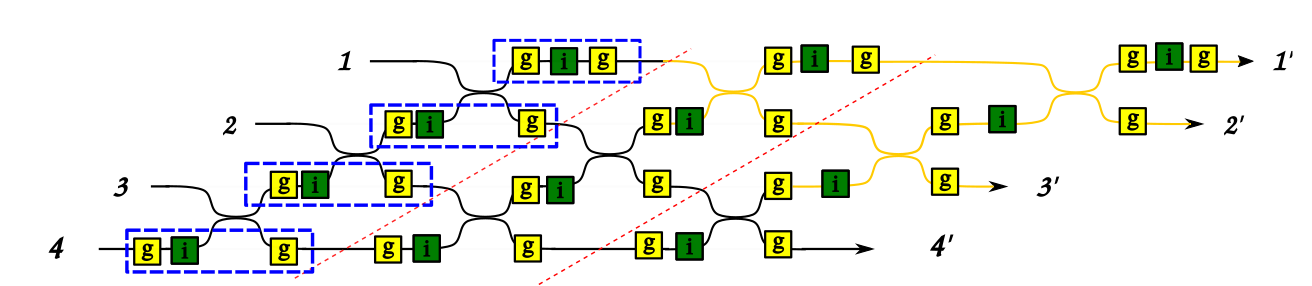 1 g i g g i g g i g 1'
2 g i g g i g g i g 2'
3 g i g g i g g i g 3'
4 g i g g i g g i g 4'